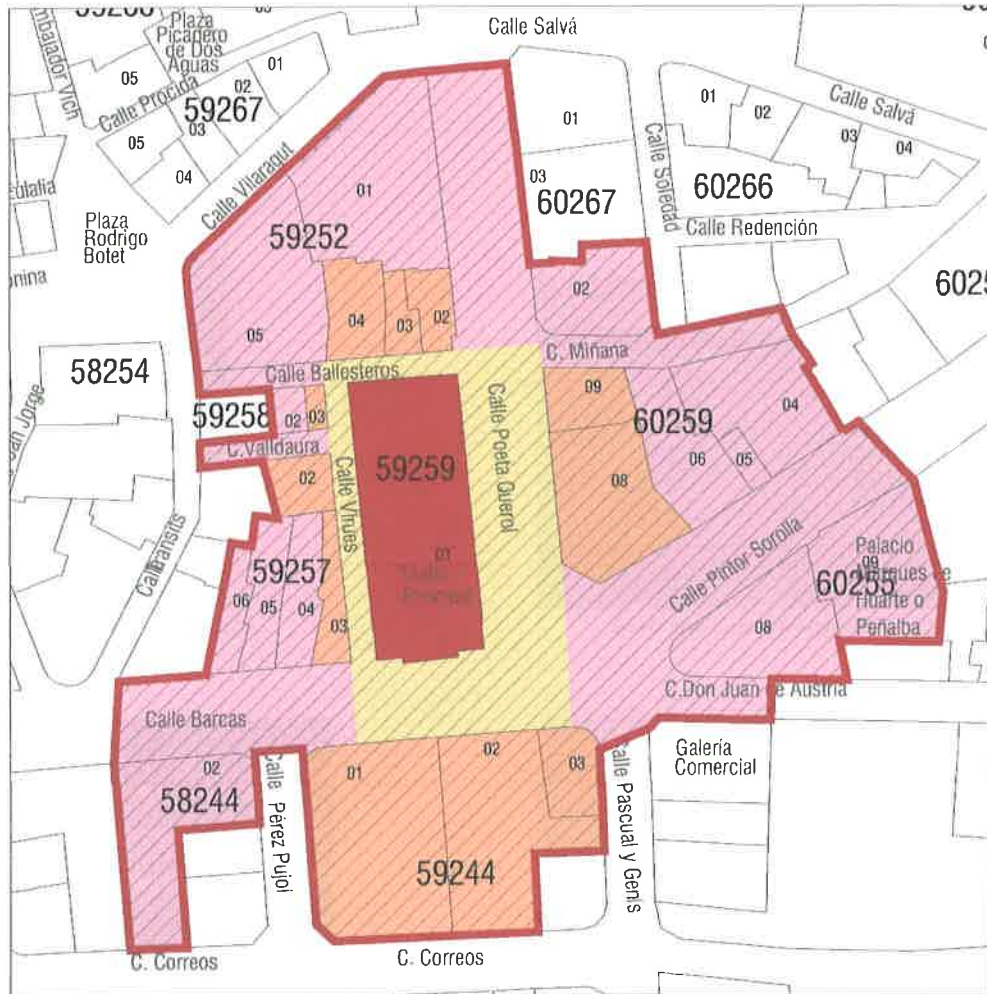 Calle Salvá
Plaza
Picadero
de Dos
Aguas
05
01
02
Calle Procida
59267
03
05
04
Calle Vilaragut
Plaza
Rodrigo
Botet
01
01
02
03
04
Calle Salvá
Calle Soledad
03
60267
60266
Calle Redención
01
59252
02
04
03
02
05
C. Miñana
58254
Calle Ballosteros
59258
02
03
C.Valldaura
02
Calle Virues
59259
01
Calle Poeta Querol
09
60259
04
06
05
08
Calle Pintor Sorolla
Palacio
09
Marques de
60255
Huarte o
Peñalba
08
C.Don Juan de Austria
59257
06
05
04
03
Calle Barcas
02
58244
Calle Pérez Pujol
01
02
03
59244
Calle Pascual y Genís
Galería
Comercial
C. Correos
C. Correos